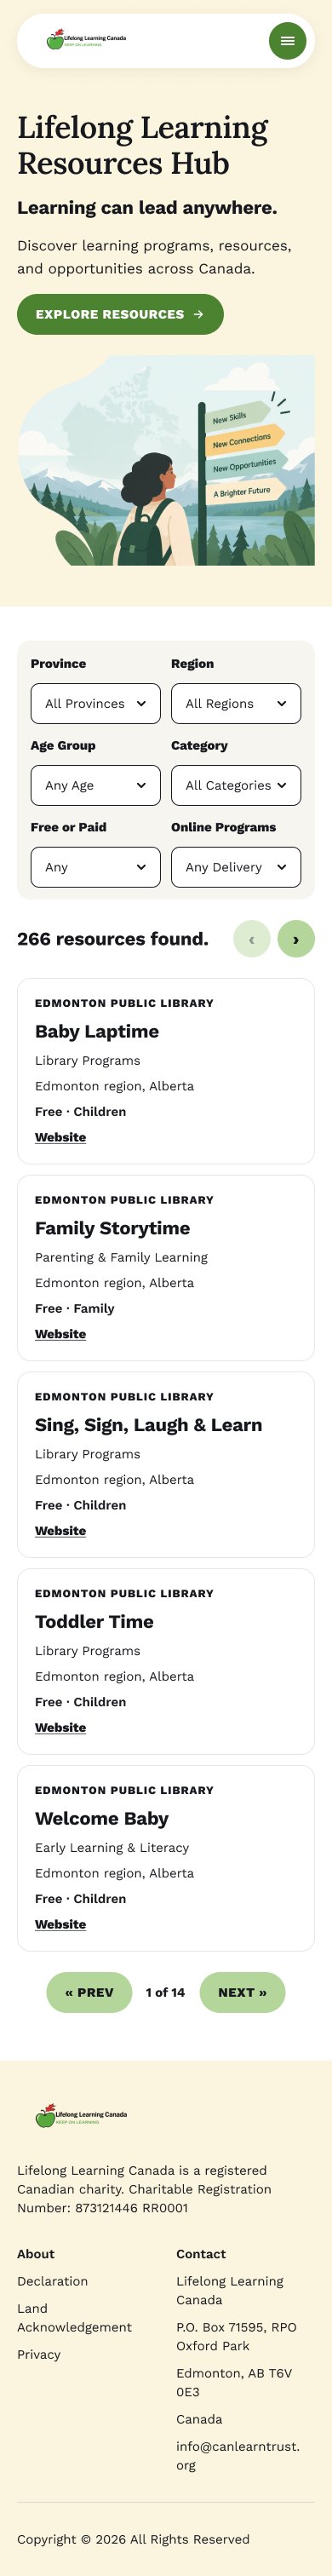 Lifelong Learning Canada
KEEP ON LEARNING
Lifelong Learning
Resources Hub
Learning can lead anywhere.
Discover learning programs, resources,
and opportunities across Canada.
EXPLORE RESOURCES →
New Skills
New Connections
New Opportunities
A Brighter Future
Province Region
All Provinces All Regions
Age Group Category
Any Age All Categories
Free or Paid Online Programs
Any Any Delivery
266 resources found. ‹ ›
EDMONTON PUBLIC LIBRARY
Baby Laptime
Library Programs
Edmonton region, Alberta
Free · Children
Website
EDMONTON PUBLIC LIBRARY
Family Storytime
Parenting & Family Learning
Edmonton region, Alberta
Free · Family
Website
EDMONTON PUBLIC LIBRARY
Sing, Sign, Laugh & Learn
Library Programs
Edmonton region, Alberta
Free · Children
Website
EDMONTON PUBLIC LIBRARY
Toddler Time
Library Programs
Edmonton region, Alberta
Free · Children
Website
EDMONTON PUBLIC LIBRARY
Welcome Baby
Early Learning & Literacy
Edmonton region, Alberta
Free · Children
Website
« PREV 1 of 14 NEXT »
Lifelong Learning Canada
KEEP ON LEARNING
Lifelong Learning Canada is a registered
Canadian charity. Charitable Registration
Number: 873121446 RR0001
About
Declaration
Land
Acknowledgement
Privacy
Contact
Lifelong Learning
Canada
P.O. Box 71595, RPO
Oxford Park
Edmonton, AB T6V
0E3
Canada
info@canlearntrust.
org
Copyright © 2026 All Rights Reserved